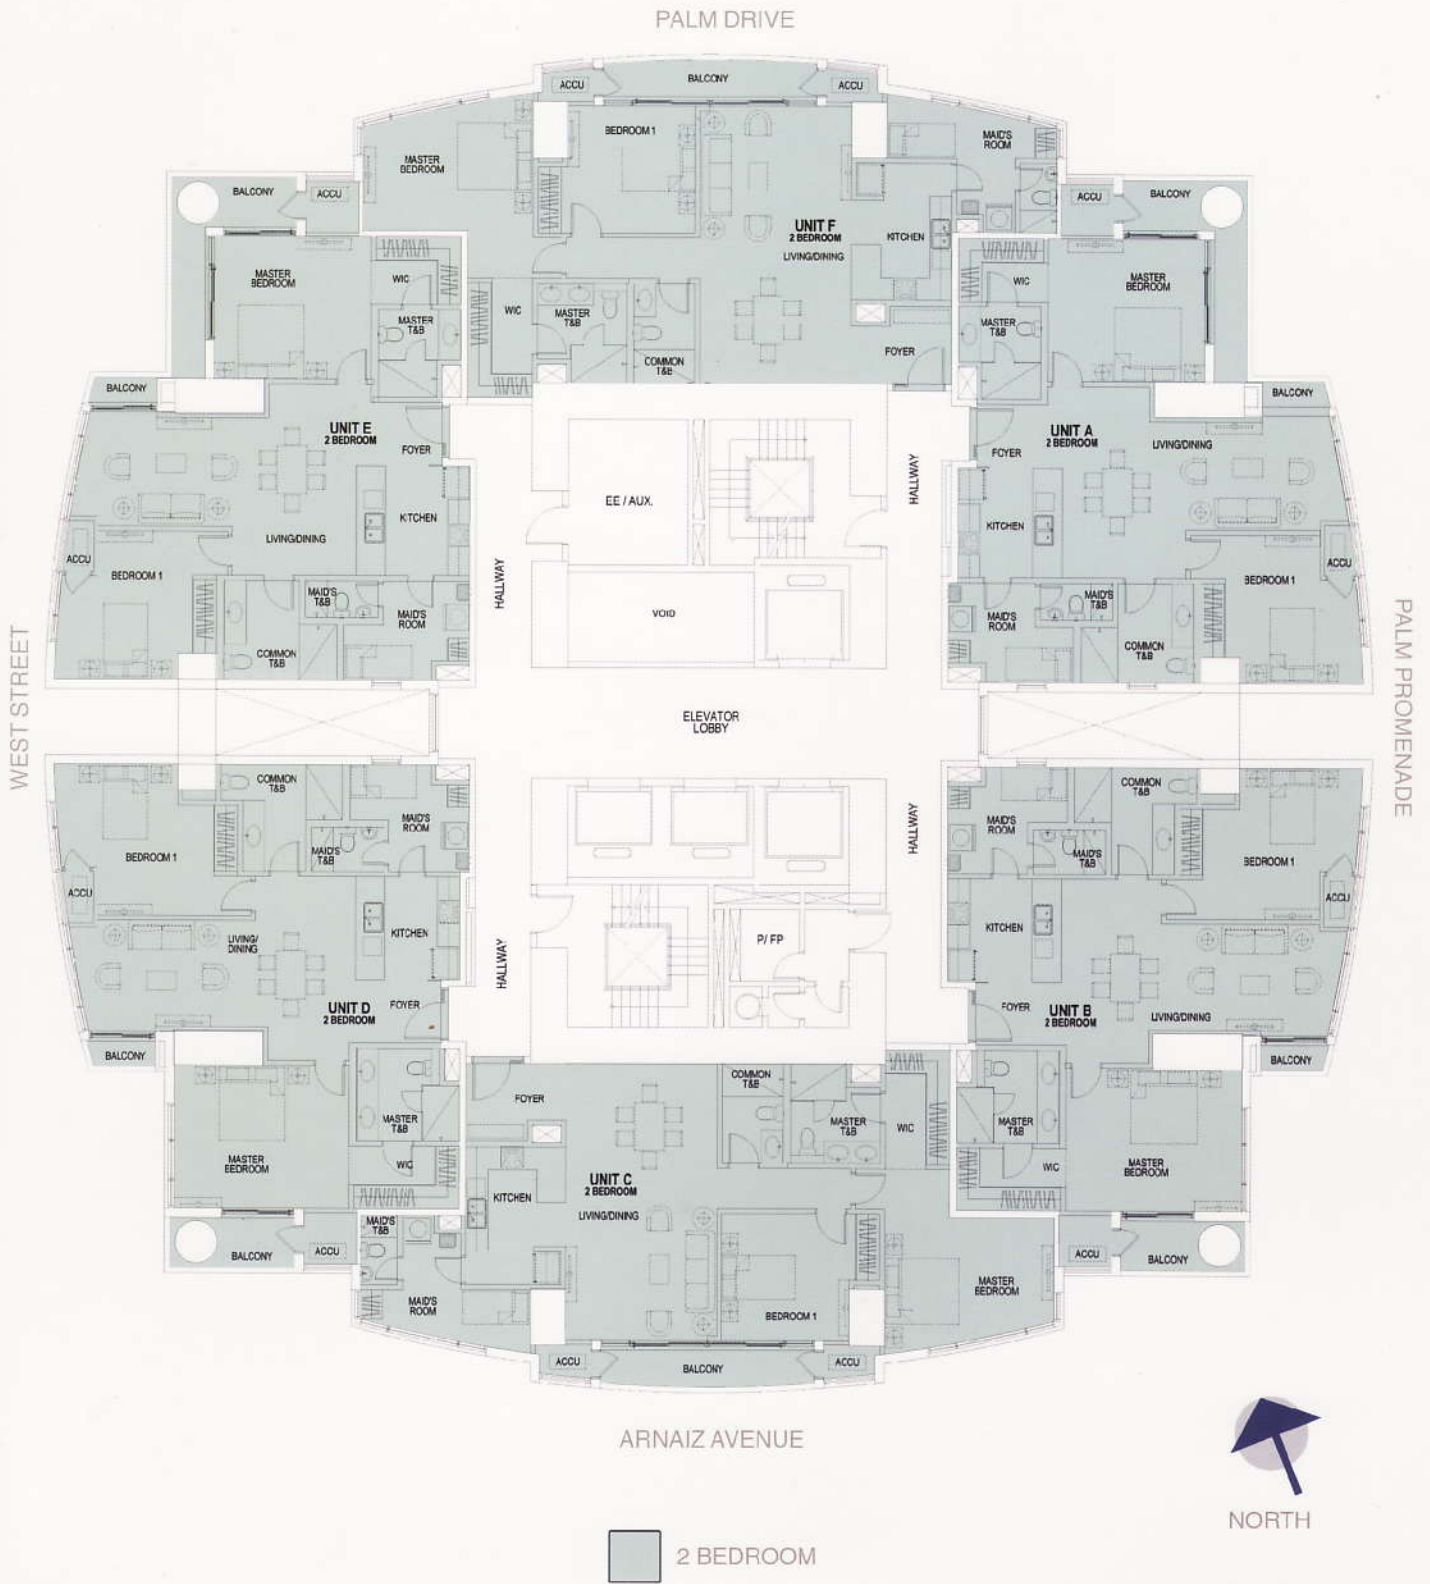 PALM DRIVE
ACCU
BALCONY
ACCU
MASTER
BEDROOM
BEDROOM 1
MAID'S
ROOM
BALCONY
ACCU
UNIT F
2 BEDROOM
LIVING/DINING
KITCHEN
ACCU
BALCONY
MASTER
BEDROOM
WIC
MASTER
T&B
WIC
MASTER
T&B
COMMON
T&B
FOYER
WIC
MASTER
T&B
MASTER
BEDROOM
BALCONY
UNIT E
2 BEDROOM
FOYER
KITCHEN
LIVING/DINING
ACCU
BEDROOM 1
MAID'S
T&B
MAID'S
ROOM
COMMON
T&B
HALLWAY
EE / AUX.
VOID
HALLWAY
BALCONY
UNIT A
2 BEDROOM
LIVING/DINING
FOYER
KITCHEN
ACCU
BEDROOM 1
MAID'S
T&B
MAID'S
ROOM
COMMON
T&B
WEST STREET
ELEVATOR
LOBBY
PALM PROMENADE
COMMON
T&B
MAID'S
ROOM
MAID'S
T&B
BEDROOM 1
ACCU
LIVING/
DINING
KITCHEN
UNIT D
2 BEDROOM
FOYER
BALCONY
HALLWAY
P/ FP
HALLWAY
COMMON
T&B
MAID'S
ROOM
MAID'S
T&B
BEDROOM 1
ACCU
KITCHEN
FOYER
UNIT B
2 BEDROOM
LIVING/DINING
BALCONY
MASTER
T&B
MASTER
BEDROOM
WIC
BALCONY
ACCU
FOYER
COMMON
T&B
MASTER
T&B
WIC
UNIT C
2 BEDROOM
KITCHEN
LIVING/DINING
MAID'S
T&B
MAID'S
ROOM
BEDROOM 1
MASTER
BEDROOM
ACCU
BALCONY
ACCU
MASTER
T&B
WIC
MASTER
BEDROOM
ACCU
BALCONY
ARNAIZ AVENUE
NORTH
2 BEDROOM